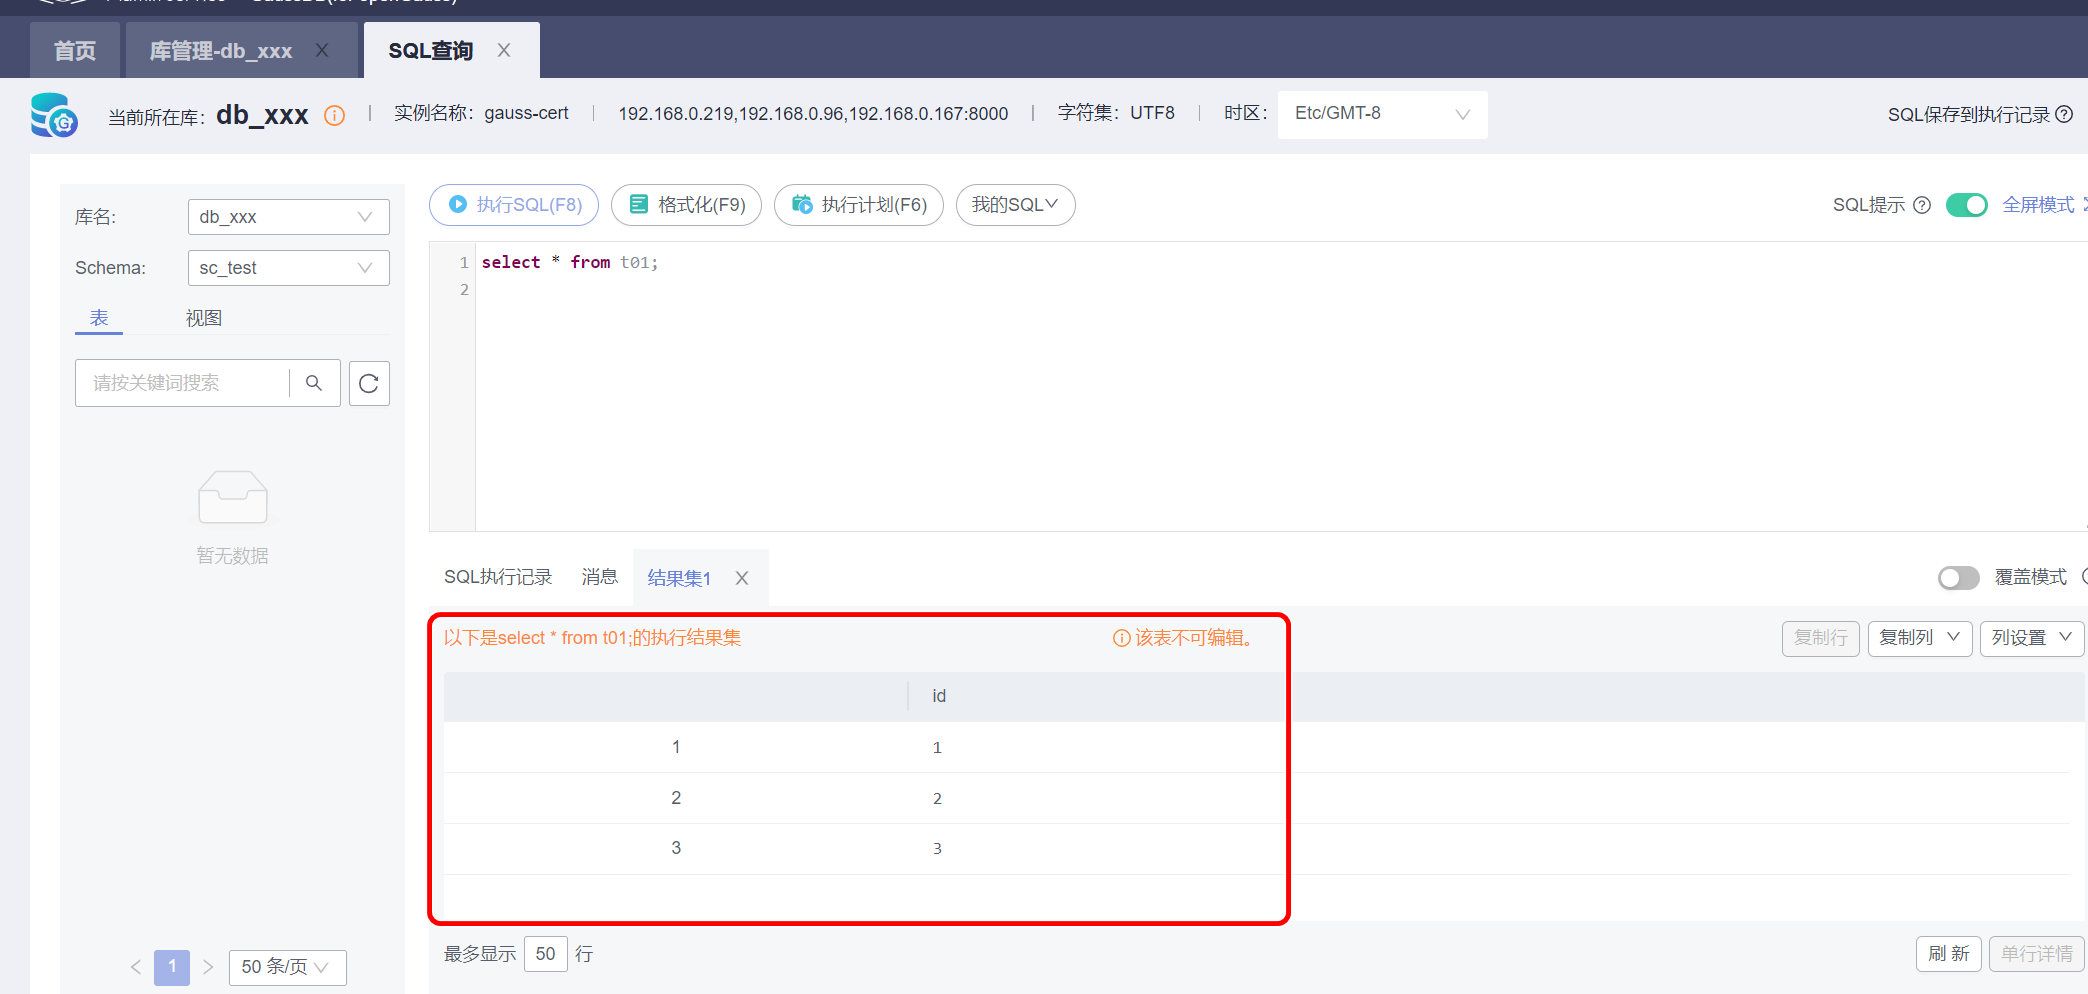 首页
库管理-db_xxx
SQL查询
当前所在库: db_xxx
实例名称: gauss-cert
192.168.0.219,192.168.0.96,192.168.0.167:8000
字符集: UTF8
时区:
Etc/GMT-8
SQL保存到执行记录
库名:
db_xxx
Schema:
sc_test
表
视图
请按关键词搜索
暂无数据
1
50 条/页
执行SQL(F8)
格式化(F9)
执行计划(F6)
我的SQL
SQL提示
全屏模式
1 select * from t01;
2
SQL执行记录
消息
结果集1
覆盖模式
以下是select * from t01;的执行结果集
该表不可编辑。
复制行
复制列
列设置
id
1 1
2 2
3 3
最多显示 50 行
刷 新
单行详情